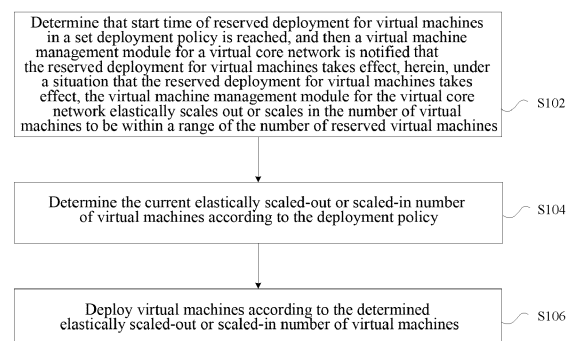 Determine that start time of reserved deployment for virtual machines
in a set deployment policy is reached, and then a virtual machine
management module for a virtual core network is notified that
the reserved deployment for virtual machines takes effect, herein, under
a situation that the reserved deployment for virtual machines takes
effect, the virtual machine management module for the virtual core
network elastically scales out or scales in the number of virtual
machines to be within a range of the number of reserved virtual machines
S102
Determine the current elastically scaled-out or scaled-in number
of virtual machines according to the deployment policy
S104
Deploy virtual machines according to the determined
elastically scaled-out or scaled-in number of virtual machines
S106